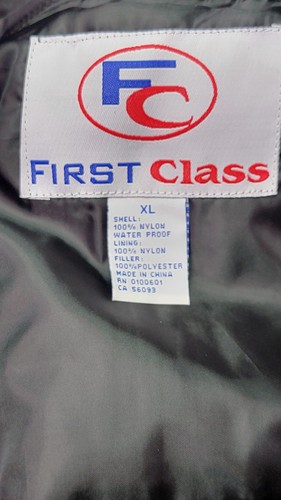 FC
FIRST Class
XL
SHELL:
100% NYLON
WATER PROOF
LINING:
100% NYLON
FILLER:
100%POLYESTER
MADE IN CHINA
RN 0100601
CA 56093